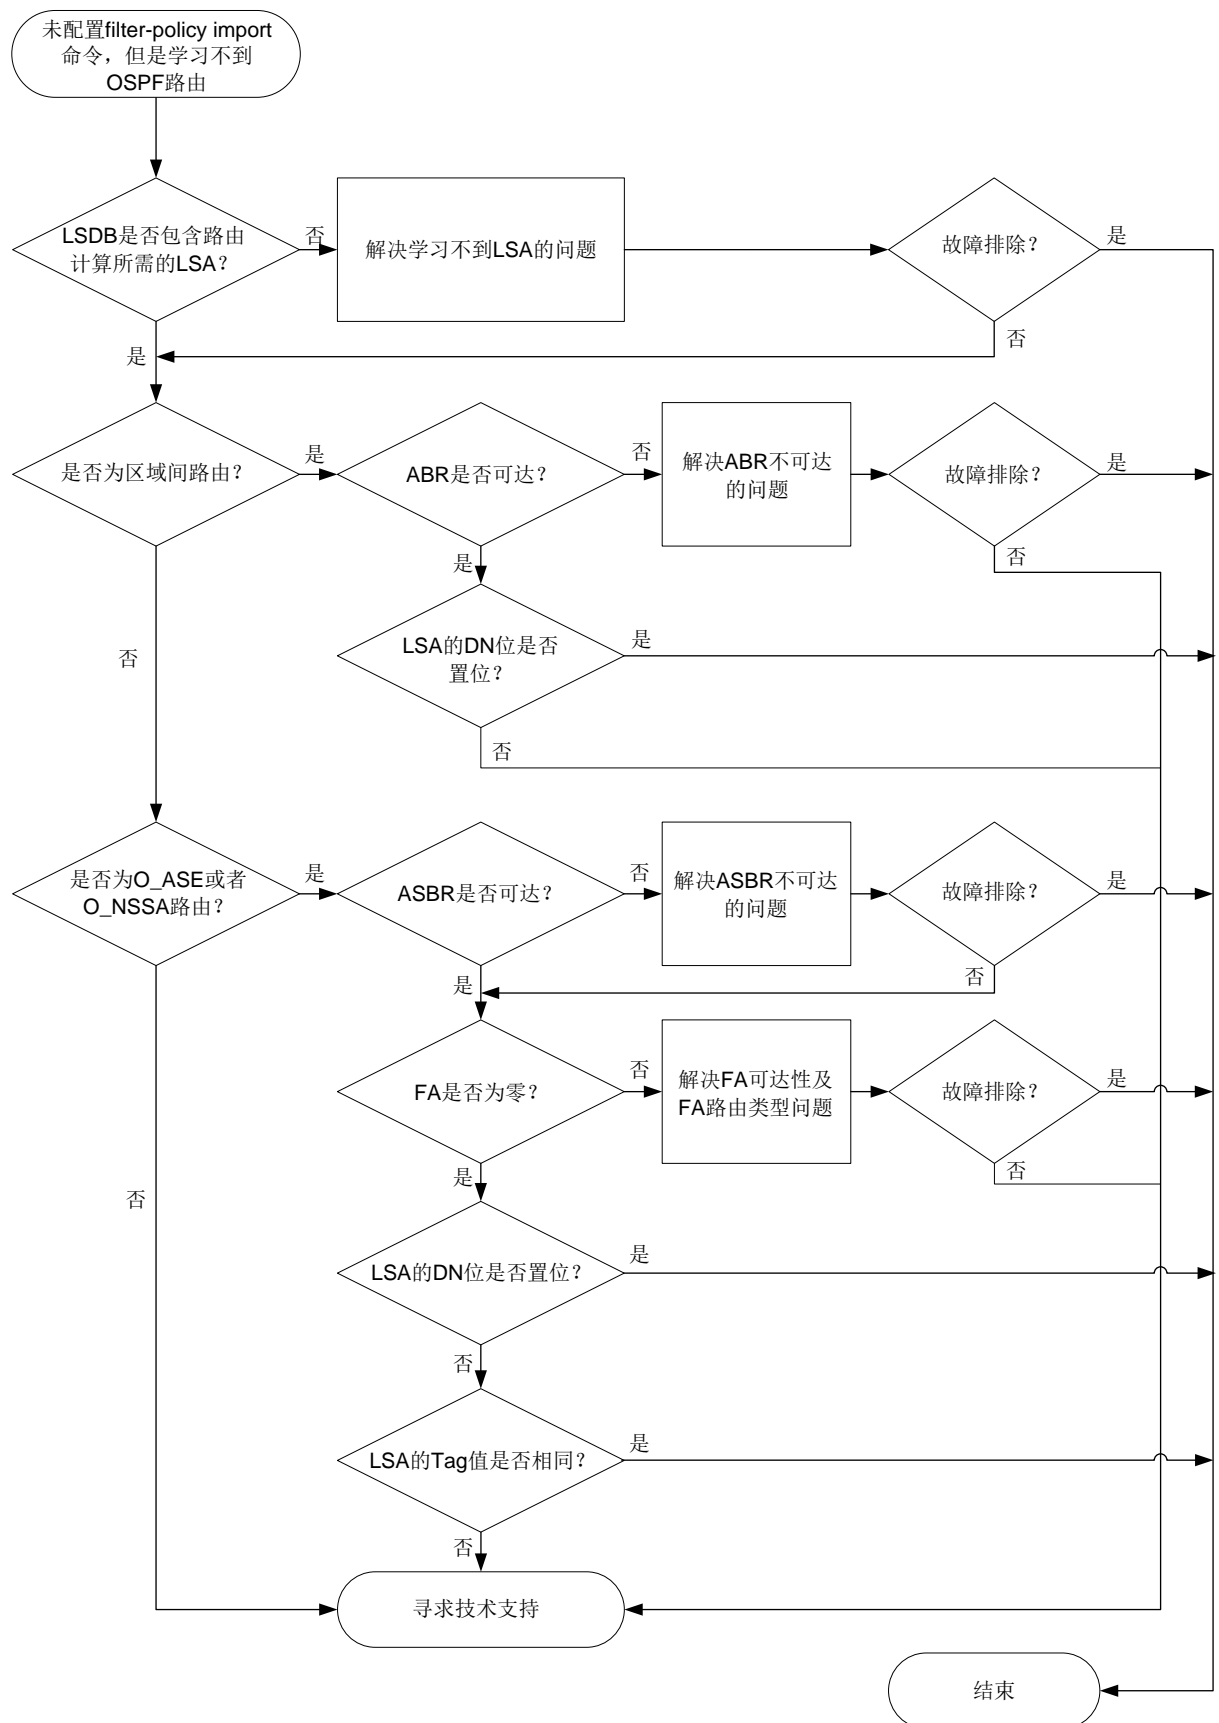 未配置filter-policy import
命令，但是学习不到
OSPF路由
LSDB是否包含路由
计算所需的LSA？
否
解决学习不到LSA的问题
故障排除？
是
是
否
是否为区域间路由？
是
ABR是否可达？
否
解决ABR不可达
的问题
故障排除？
是
是
否
否
LSA的DN位是否
置位？
是
否
是否为O_ASE或者
O_NSSA路由？
是
ASBR是否可达？
否
解决ASBR不可达
的问题
故障排除？
是
是
否
FA是否为零？
否
解决FA可达性及
FA路由类型问题
故障排除？
是
是
否
否
LSA的DN位是否置位？
是
否
LSA的Tag值是否相同？
是
否
寻求技术支持
结束